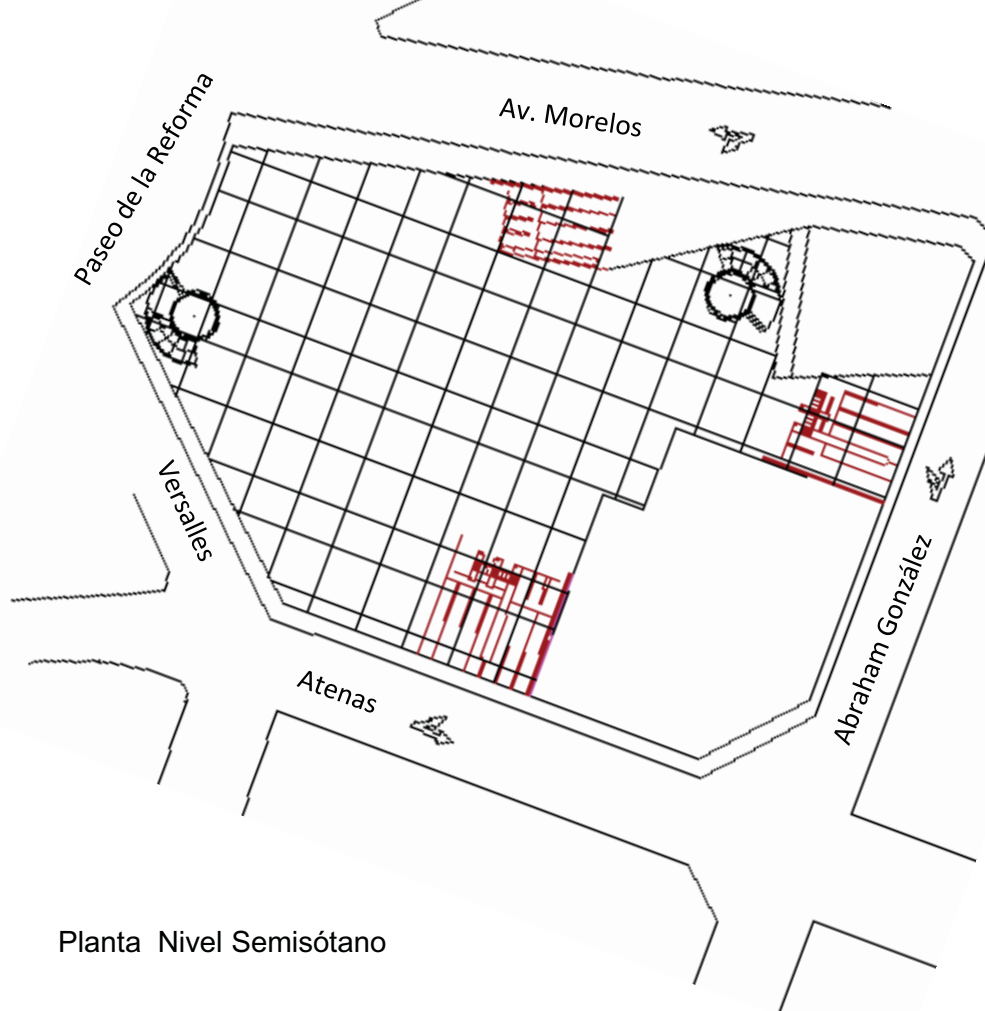 Av. Morelos
Paseo de la Reforma
Versalles
Atenas
Abraham González
Planta Nivel Semisótano